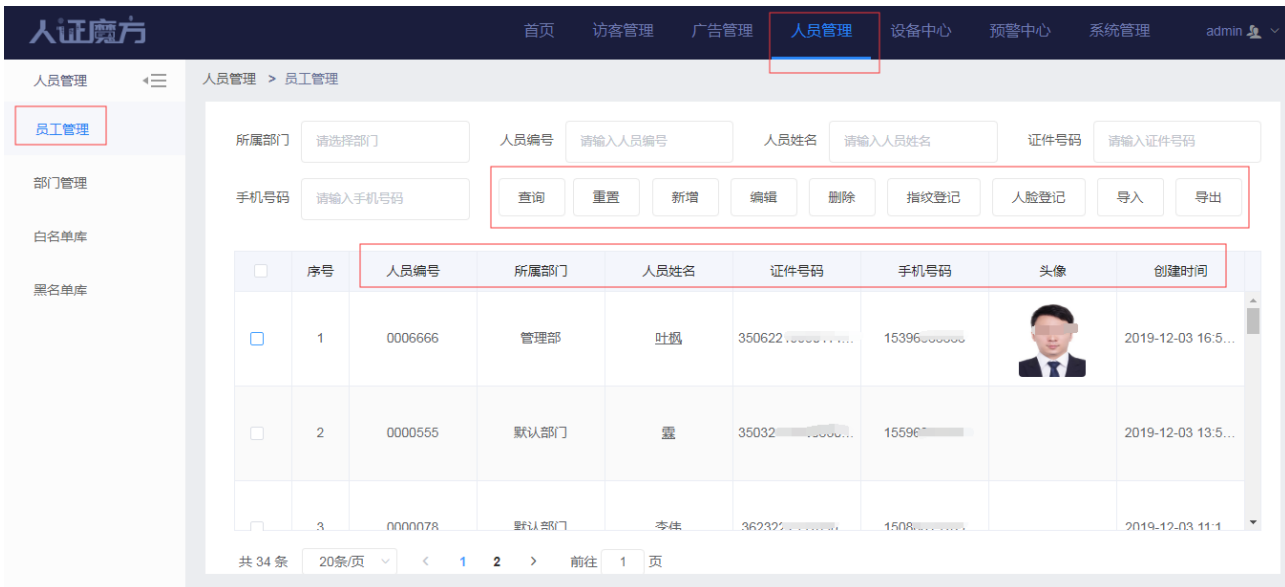 人证魔方 首页 访客管理 广告管理 人员管理 设备中心 预警中心 系统管理 admin
人员管理
人员管理 > 员工管理
员工管理
部门管理
白名单库
黑名单库
所属部门 请选择部门 人员编号 请输入人员编号 人员姓名 请输入人员姓名 证件号码 请输入证件号码
手机号码 请输入手机号码 查询 重置 新增 编辑 删除 指纹登记 人脸登记 导入 导出
序号 人员编号 所属部门 人员姓名 证件号码 手机号码 头像 创建时间
1 0006666 管理部 叶枫 350622 15396 2019-12-03 16:5...
2 0000555 默认部门 霆 35032 1559 2019-12-03 13:5...
3 0000078 默认部门 李伟 36232 1508 2019-12-03 11:1
共 34 条 20条/页 < 1 2 > 前往 1 页